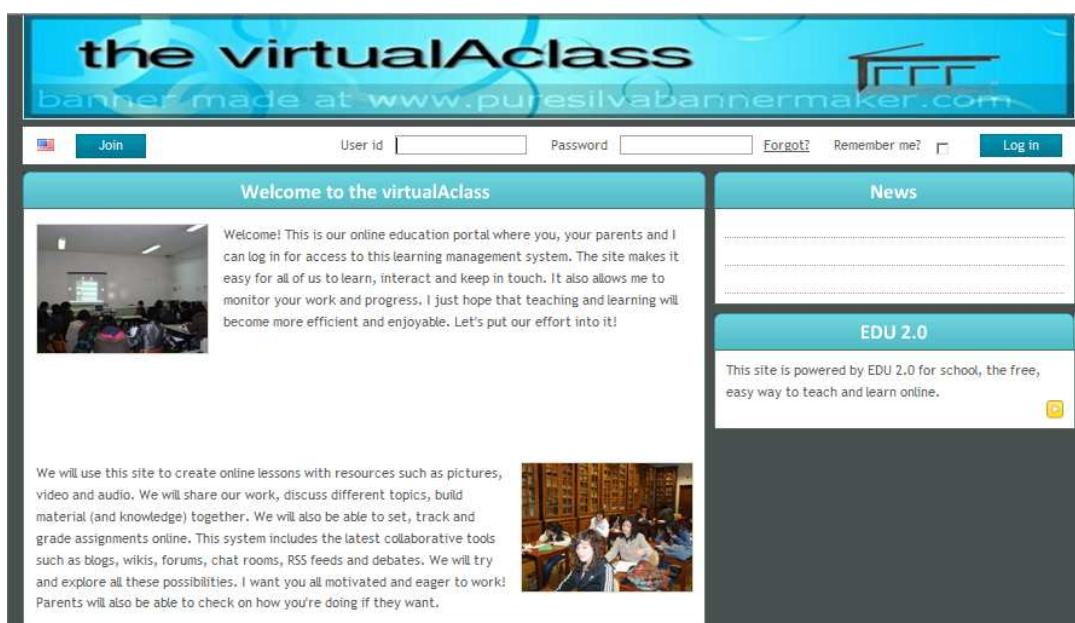 the virtualAclass
banner made at www.puresilvabannermaker.com
Join
User id
Password
Forgot?
Remember me?
Log in
Welcome to the virtualAclass
Welcome! This is our online education portal where you, your parents and I
can log in for access to this learning management system. The site makes it
easy for all of us to learn, interact and keep in touch. It also allows me to
monitor your work and progress. I just hope that teaching and learning will
become more efficient and enjoyable. Let's put our effort into it!
We will use this site to create online lessons with resources such as pictures,
video and audio. We will share our work, discuss different topics, build
material (and knowledge) together. We will also be able to set, track and
grade assignments online. This system includes the latest collaborative tools
such as blogs, wikis, forums, chat rooms, RSS feeds and debates. We will try
and explore all these possibilities. I want you all motivated and eager to work!
Parents will also be able to check on how you're doing if they want.
News
EDU 2.0
This site is powered by EDU 2.0 for school, the free,
easy way to teach and learn online.